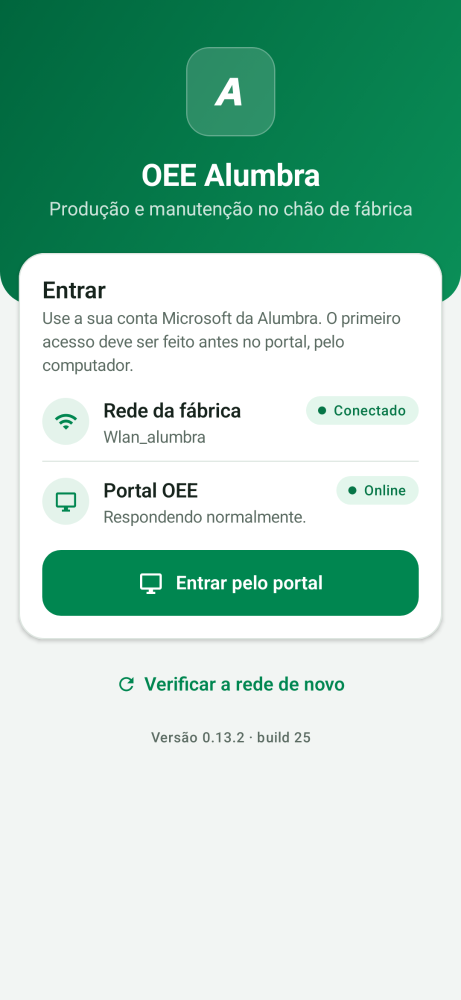 A
OEE Alumbra
Produção e manutenção no chão de fábrica
Entrar
Use a sua conta Microsoft da Alumbra. O primeiro
acesso deve ser feito antes no portal, pelo
computador.
Rede da fábrica
Conectado
Wlan_alumbra
Portal OEE
Online
Respondendo normalmente.
Entrar pelo portal
Verificar a rede de novo
Versão 0.13.2 · build 25